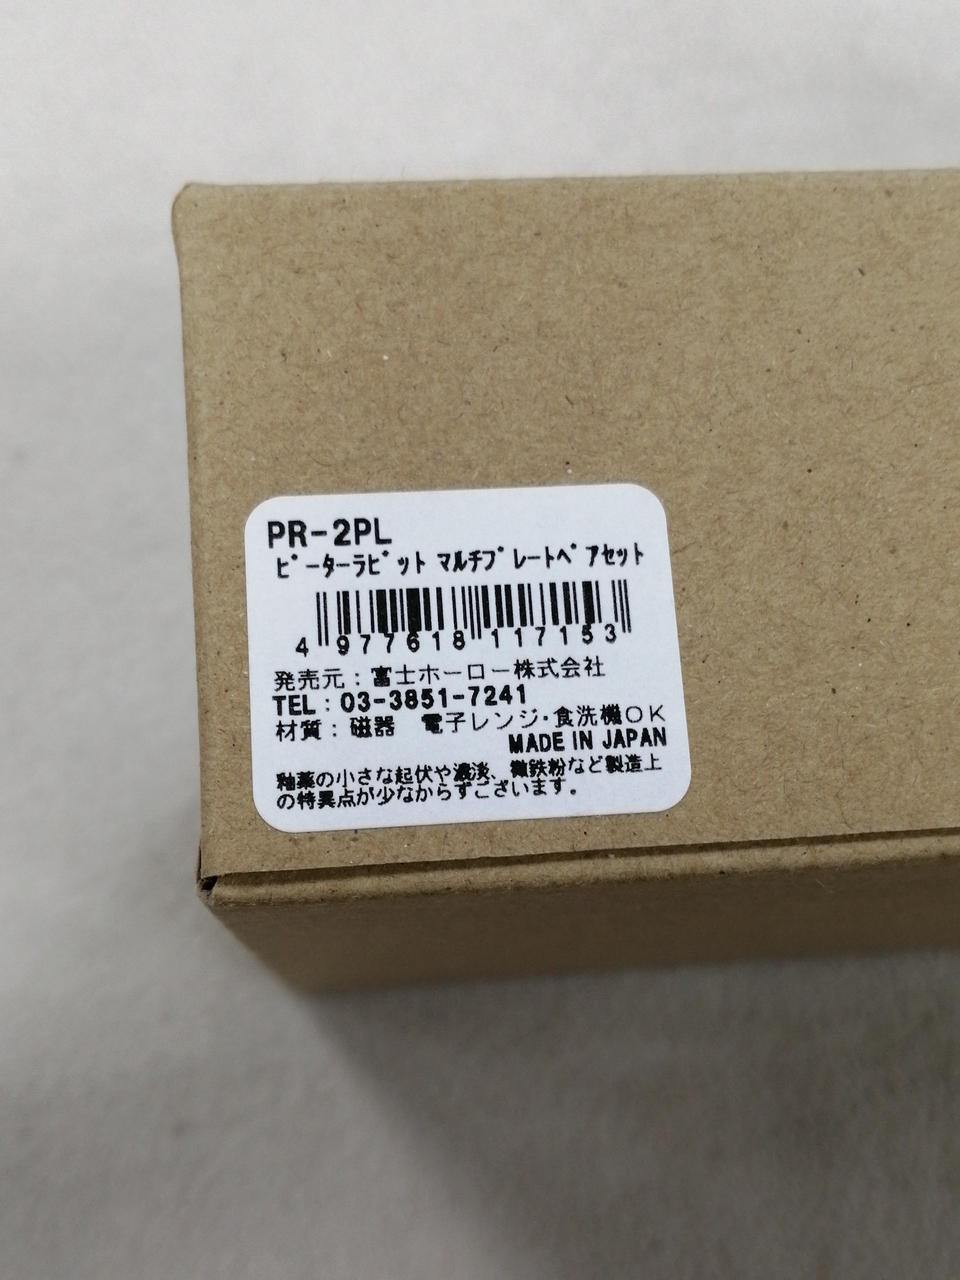 PR-2PL
ﾋﾟｰﾀｰﾗﾋﾞｯﾄ ﾏﾙﾁﾌﾟﾚｰﾄﾍﾟｱｾｯﾄ
4 977618 117153
発売元：富士ホーロー株式会社
TEL：03-3851-7241
材質：磁器　電子レンジ・食洗機OK
MADE IN JAPAN
釉薬の小さな起伏や濃淡、微鉄粉など製造上
の特異点が少なからずございます。